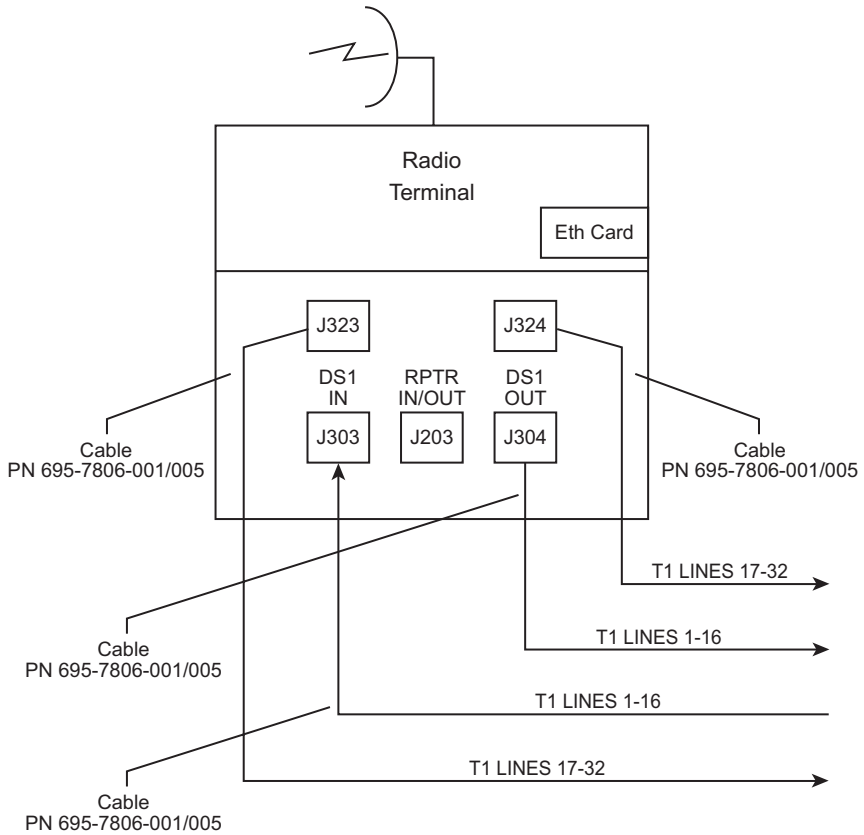 Radio
Terminal
Eth Card
J323
J324
DS1
IN
RPTR
IN/OUT
DS1
OUT
J303
J203
J304
Cable
PN 695-7806-001/005
Cable
PN 695-7806-001/005
T1 LINES 17-32
T1 LINES 1-16
Cable
PN 695-7806-001/005
T1 LINES 1-16
T1 LINES 17-32
Cable
PN 695-7806-001/005